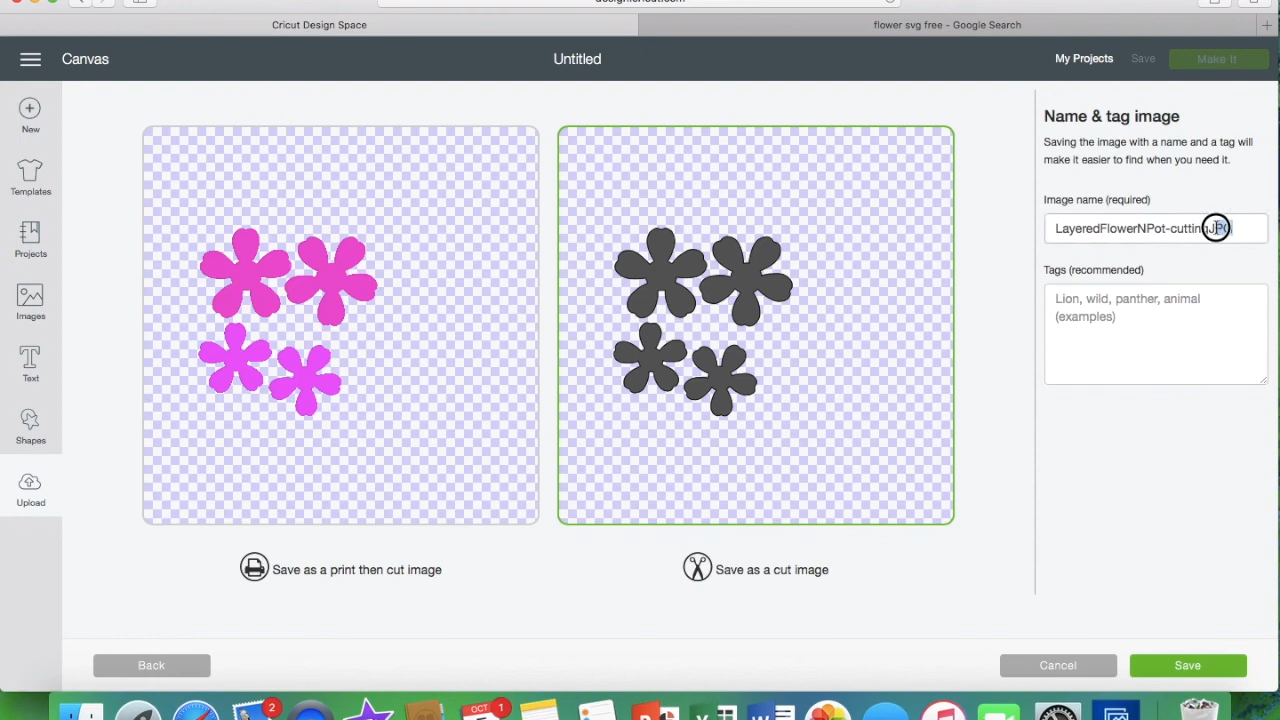 Cricut Design Space
flower svg free - Google Search
Canvas
Untitled
My Projects
Save
Make It
New
Templates
Projects
Images
Text
Shapes
Upload
Save as a print then cut image
Save as a cut image
Name & tag image
Saving the image with a name and a tag will
make it easier to find when you need it.
Image name (required)
Tags (recommended)
Lion, wild, panther, animal
(examples)
Back
Cancel
Save
2
OCT
1